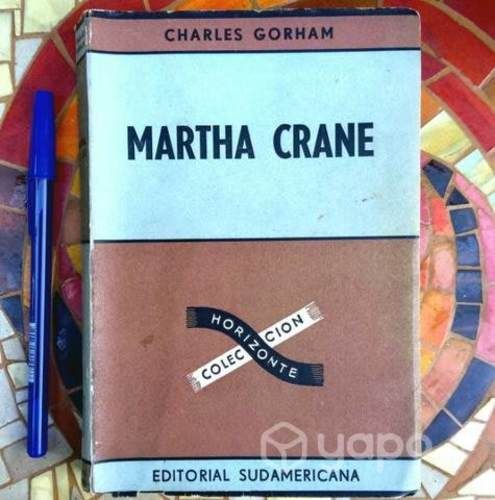 CHARLES GORHAM
MARTHA CRANE
COLECCION
HORIZONTE
EDITORIAL SUDAMERICANA
yapo